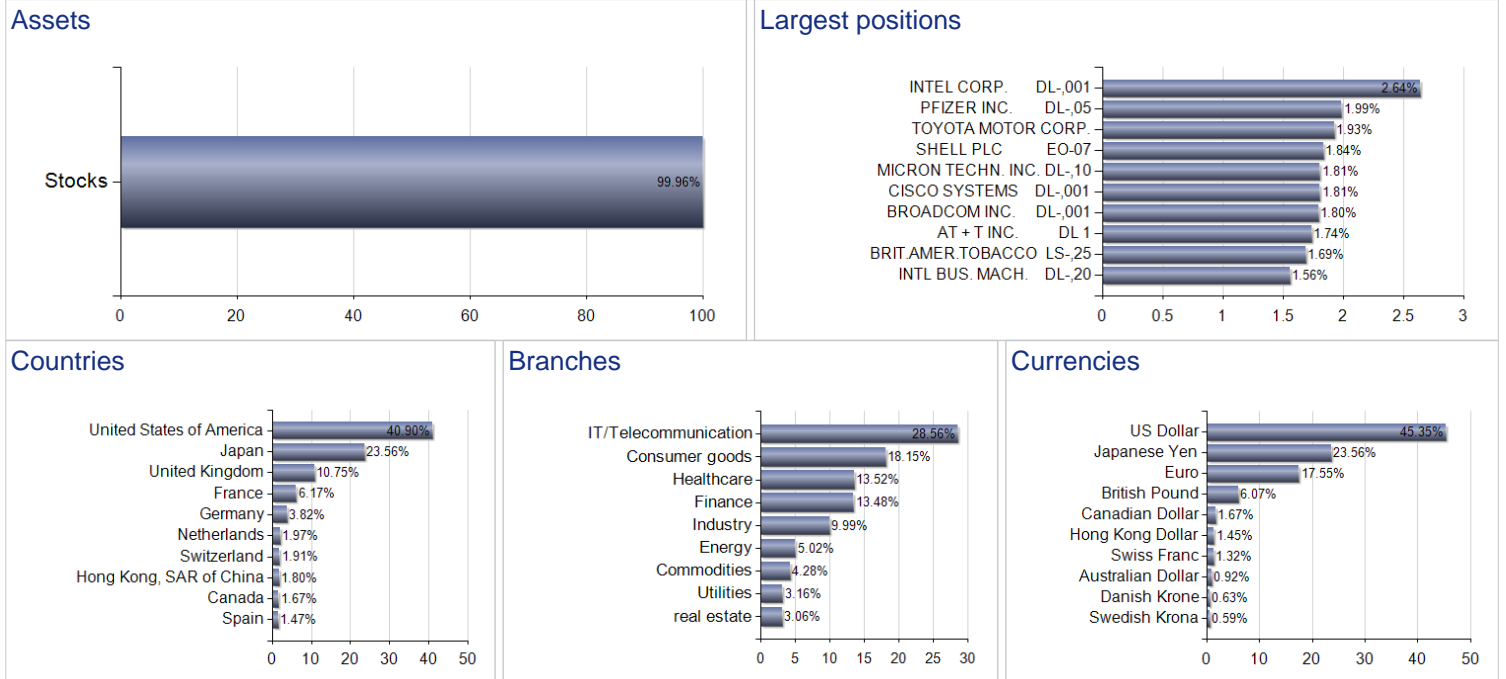 Assets
Stocks
99.96%
0 20 40 60 80 100
Largest positions
INTEL CORP. DL-,001 2.64%
PFIZER INC. DL-,05 1.99%
TOYOTA MOTOR CORP. 1.93%
SHELL PLC EO-07 1.84%
MICRON TECHN. INC. DL-,10 1.81%
CISCO SYSTEMS DL-,001 1.81%
BROADCOM INC. DL-,001 1.80%
AT + T INC. DL 1 1.74%
BRIT.AMER.TOBACCO LS-,25 1.69%
INTL BUS. MACH. DL-,20 1.56%
0 0.5 1 1.5 2 2.5 3
Countries
United States of America 40.90%
Japan 23.56%
United Kingdom 10.75%
France 6.17%
Germany 3.82%
Netherlands 1.97%
Switzerland 1.91%
Hong Kong, SAR of China 1.80%
Canada 1.67%
Spain 1.47%
0 10 20 30 40 50
Branches
IT/Telecommunication 28.56%
Consumer goods 18.15%
Healthcare 13.52%
Finance 13.48%
Industry 9.99%
Energy 5.02%
Commodities 4.28%
Utilities 3.16%
real estate 3.06%
0 5 10 15 20 25 30
Currencies
US Dollar 45.35%
Japanese Yen 23.56%
Euro 17.55%
British Pound 6.07%
Canadian Dollar 1.67%
Hong Kong Dollar 1.45%
Swiss Franc 1.32%
Australian Dollar 0.92%
Danish Krone 0.63%
Swedish Krona 0.59%
0 10 20 30 40 50